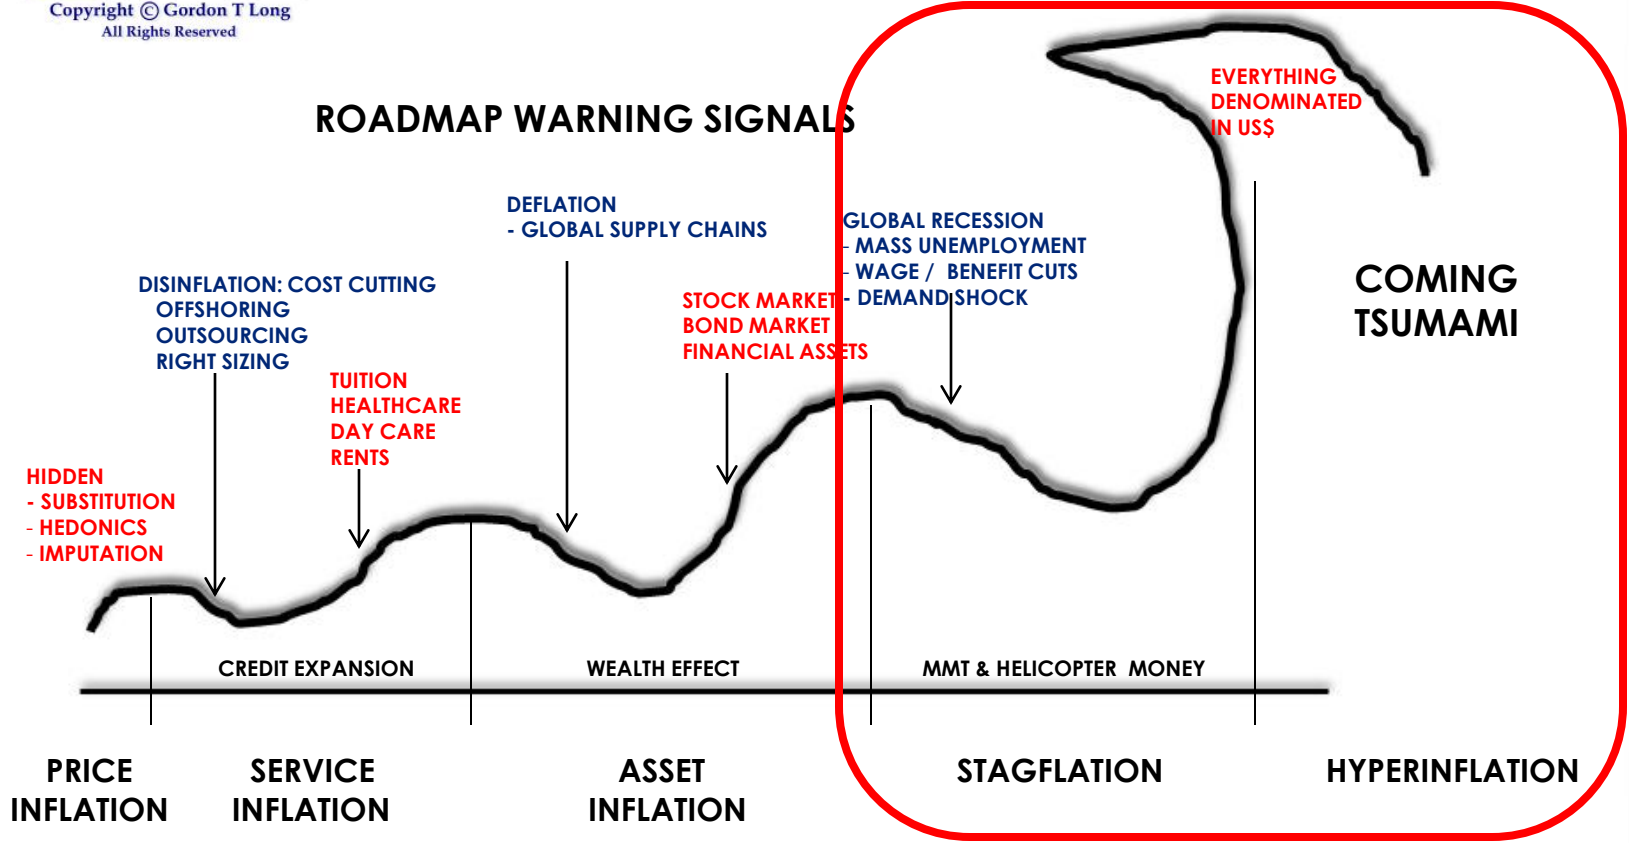 Copyright © Gordon T Long
All Rights Reserved
ROADMAP WARNING SIGNALS
EVERYTHING
DENOMINATED
IN US$
DEFLATION
- GLOBAL SUPPLY CHAINS
GLOBAL RECESSION
- MASS UNEMPLOYMENT
- WAGE / BENEFIT CUTS
- DEMAND SHOCK
COMING
TSUMAMI
DISINFLATION: COST CUTTING
OFFSHORING
OUTSOURCING
RIGHT SIZING
STOCK MARKET
BOND MARKET
FINANCIAL ASSETS
TUITION
HEALTHCARE
DAY CARE
RENTS
HIDDEN
- SUBSTITUTION
- HEDONICS
- IMPUTATION
CREDIT EXPANSION
WEALTH EFFECT
MMT & HELICOPTER MONEY
PRICE
INFLATION
SERVICE
INFLATION
ASSET
INFLATION
STAGFLATION
HYPERINFLATION